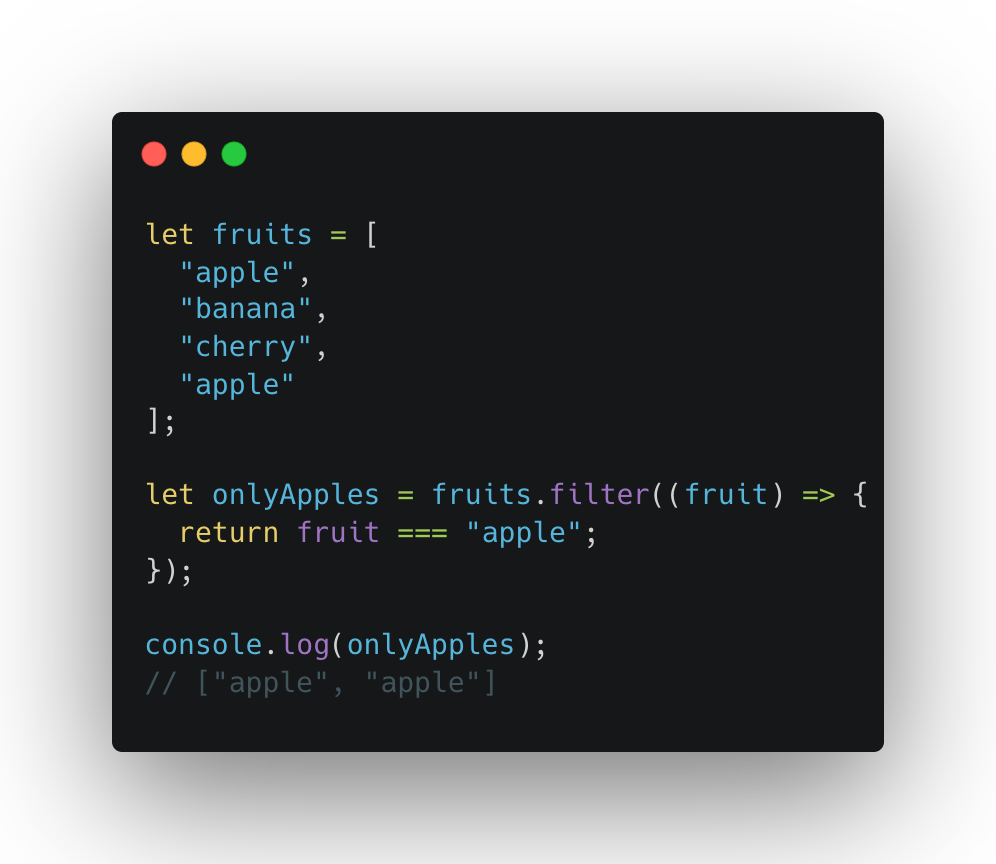 let fruits = [
  "apple",
  "banana",
  "cherry",
  "apple"
];

let onlyApples = fruits.filter((fruit) => {
  return fruit === "apple";
});

console.log(onlyApples);
// ["apple", "apple"]